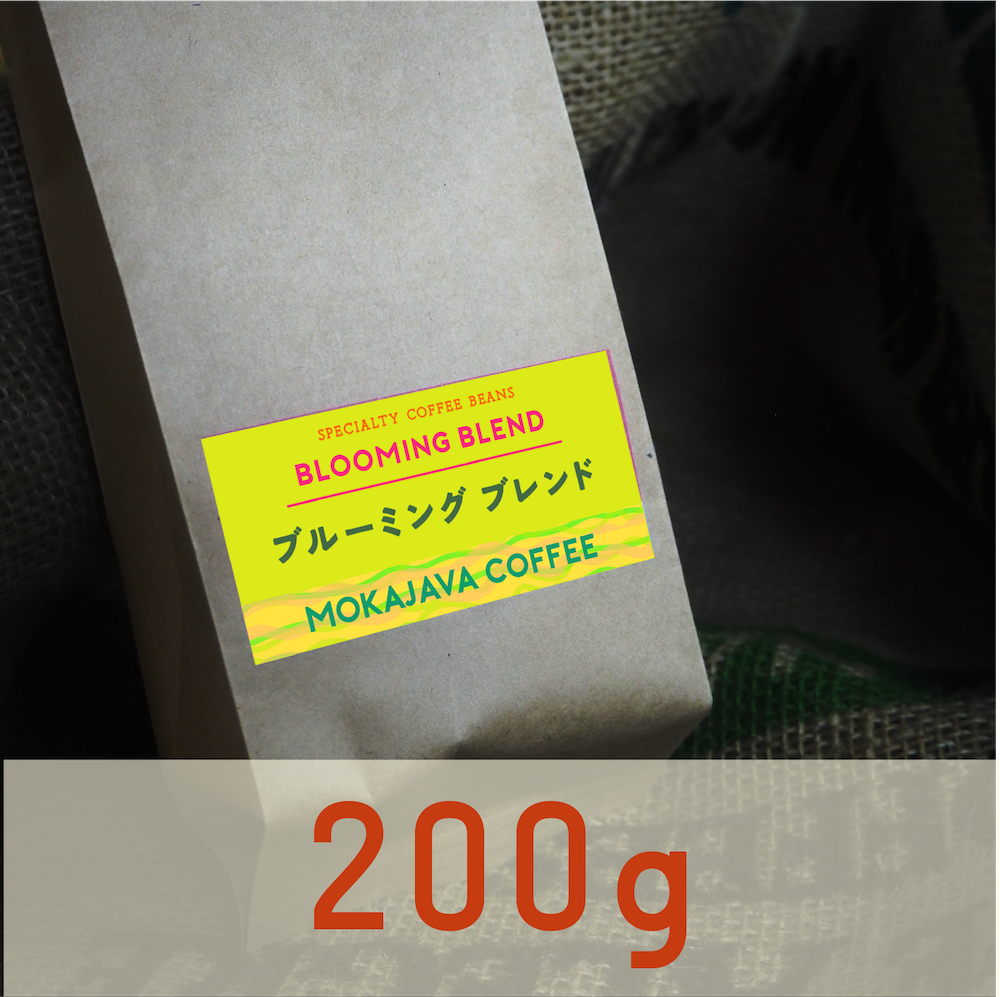 SPECIALTY COFFEE BEANS
BLOOMING BLEND
ブルーミング ブレンド
MOKAJAVA COFFEE
200g